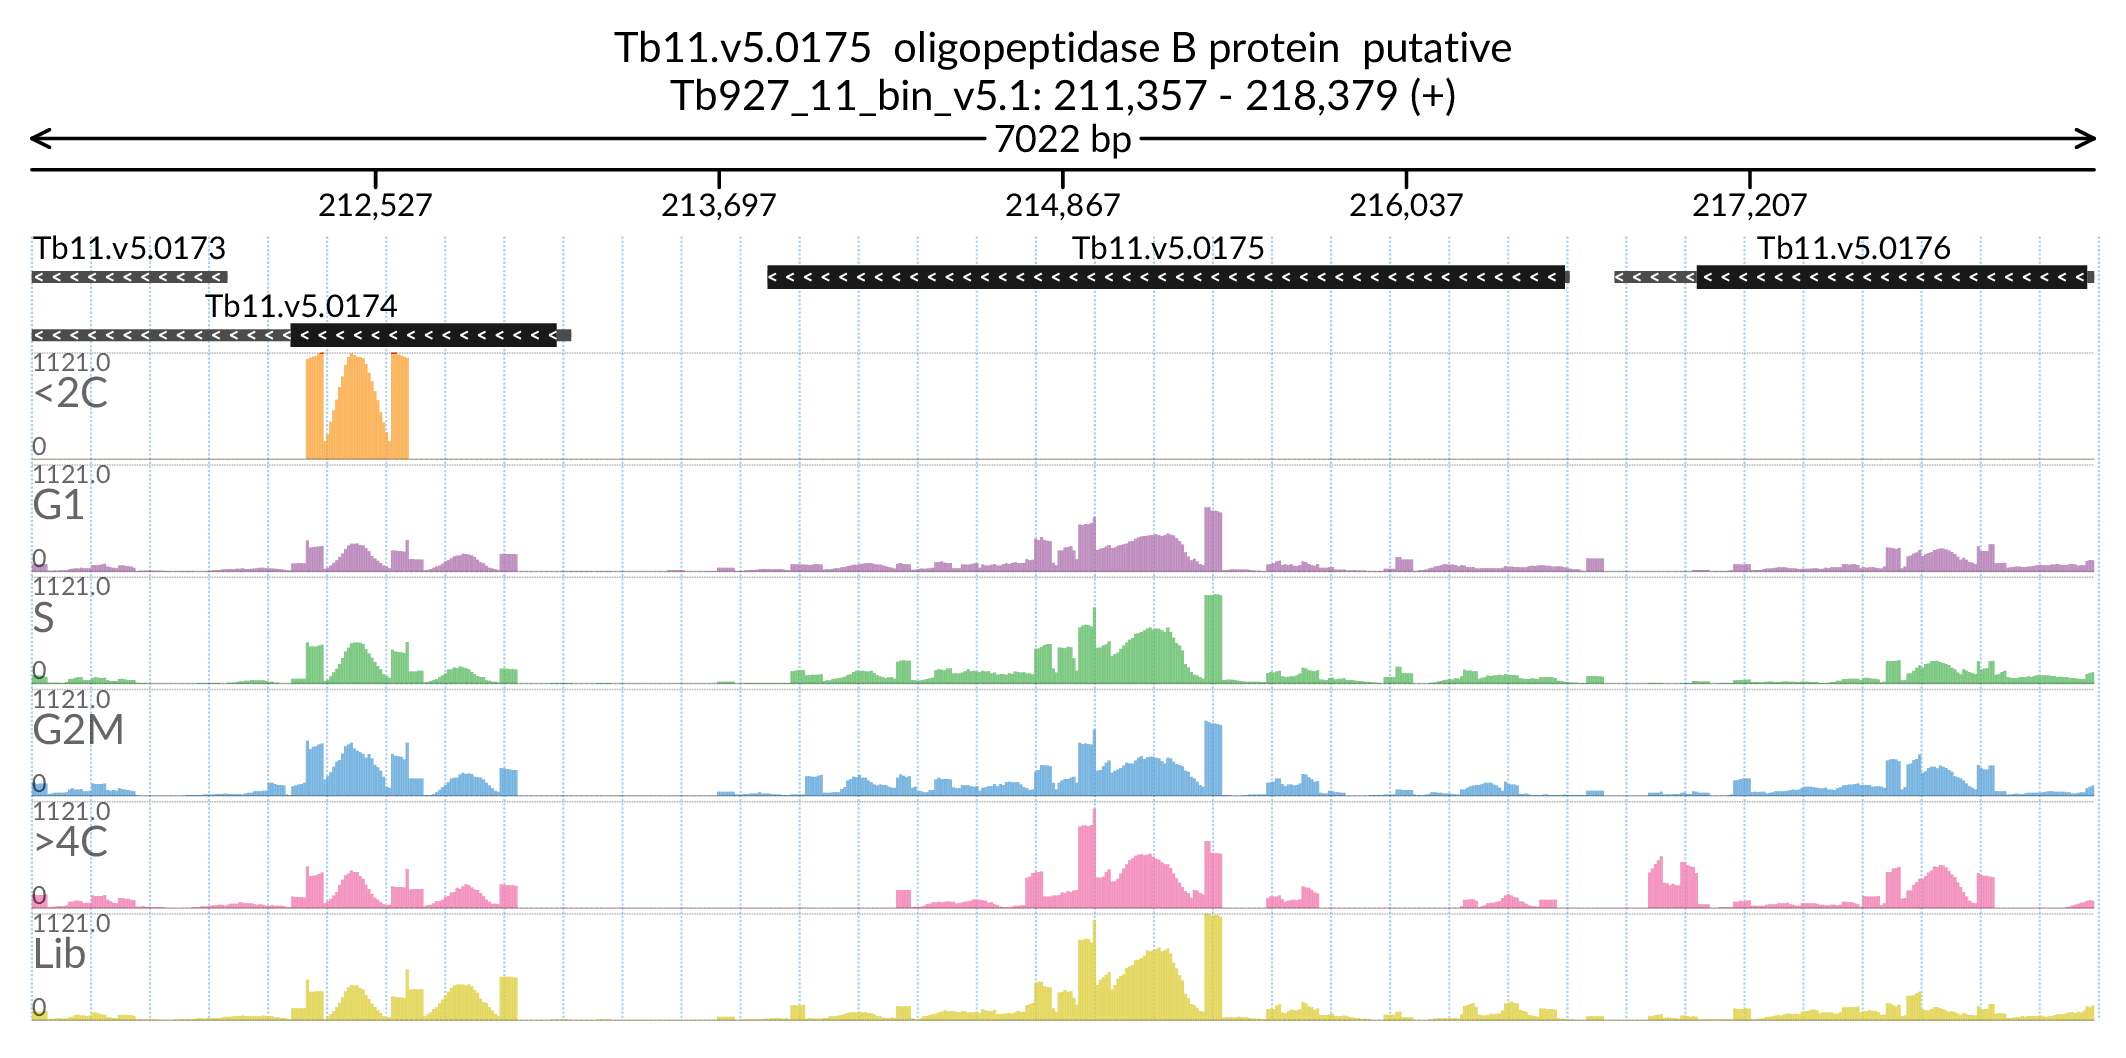 Tb11.v5.0175  oligopeptidase B protein  putative
Tb927_11_bin_v5.1: 211,357 - 218,379 (+)
7022 bp
212,527 213,697 214,867 216,037 217,207
Tb11.v5.0173 Tb11.v5.0175 Tb11.v5.0176
Tb11.v5.0174
1121.0
<2C
0
1121.0
G1
0
1121.0
S
0
1121.0
G2M
0
1121.0
>4C
0
1121.0
Lib
0